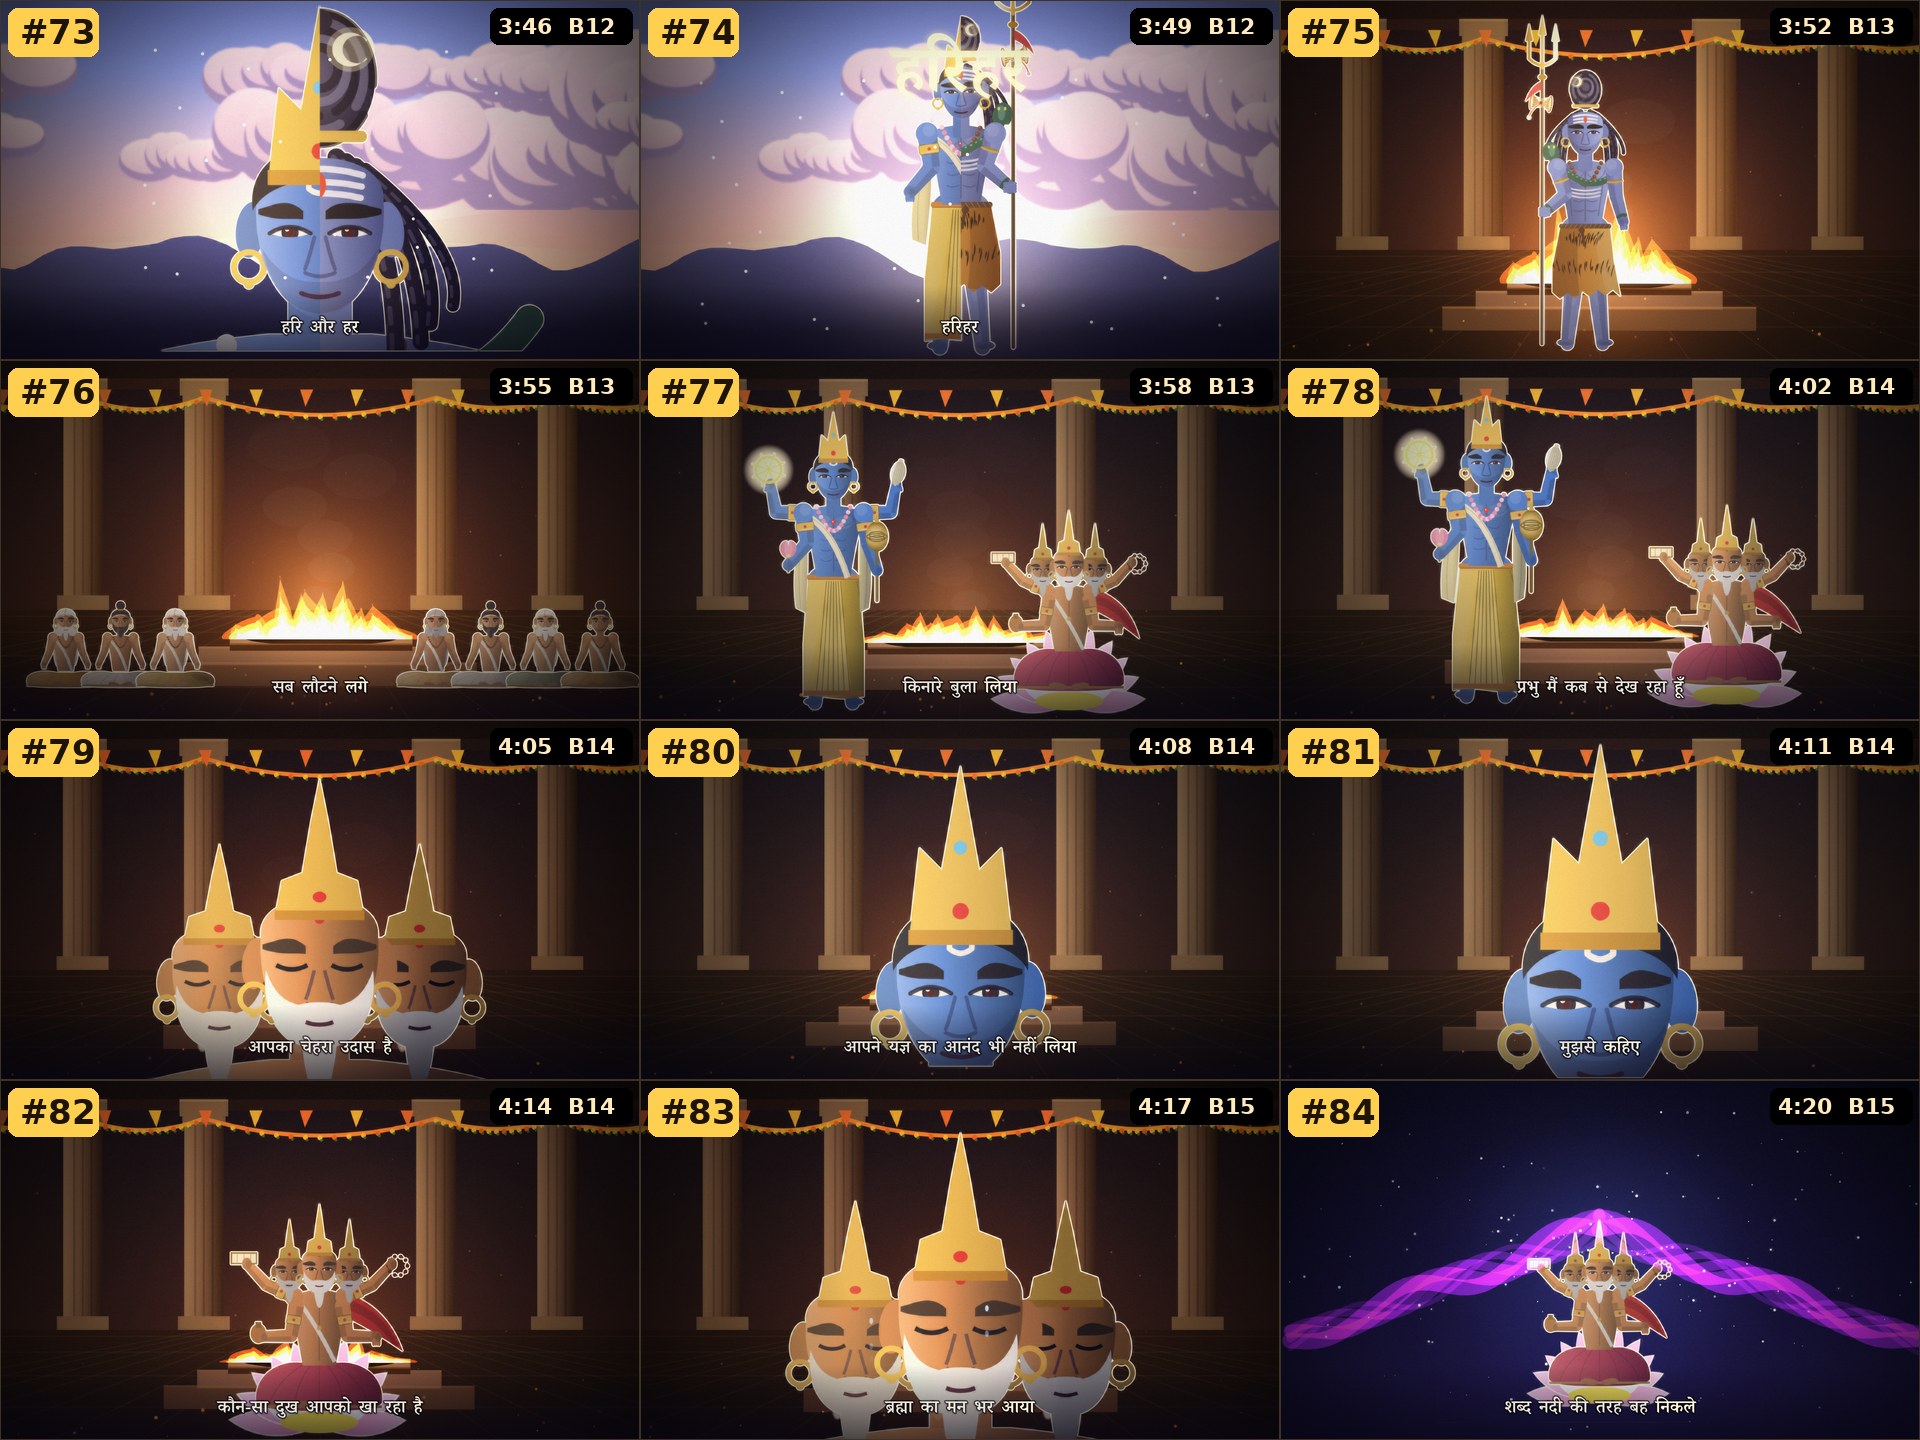 #73
3:46 B12
हरि और हर
#74
3:49 B12
हरिहर
हरिहर
#75
3:52 B13
#76
3:55 B13
सब लौटने लगे
#77
3:58 B13
किनारे बुला लिया
#78
4:02 B14
प्रभु मैं कब से देख रहा हूँ
#79
4:05 B14
आपका चेहरा उदास है
#80
4:08 B14
आपने यज्ञ का आनंद भी नहीं लिया
#81
4:11 B14
मुझसे कहिए
#82
4:14 B14
कौन-सा दुख आपको खा रहा है
#83
4:17 B15
ब्रह्मा का मन भर आया
#84
4:20 B15
शब्द नदी की तरह बह निकले